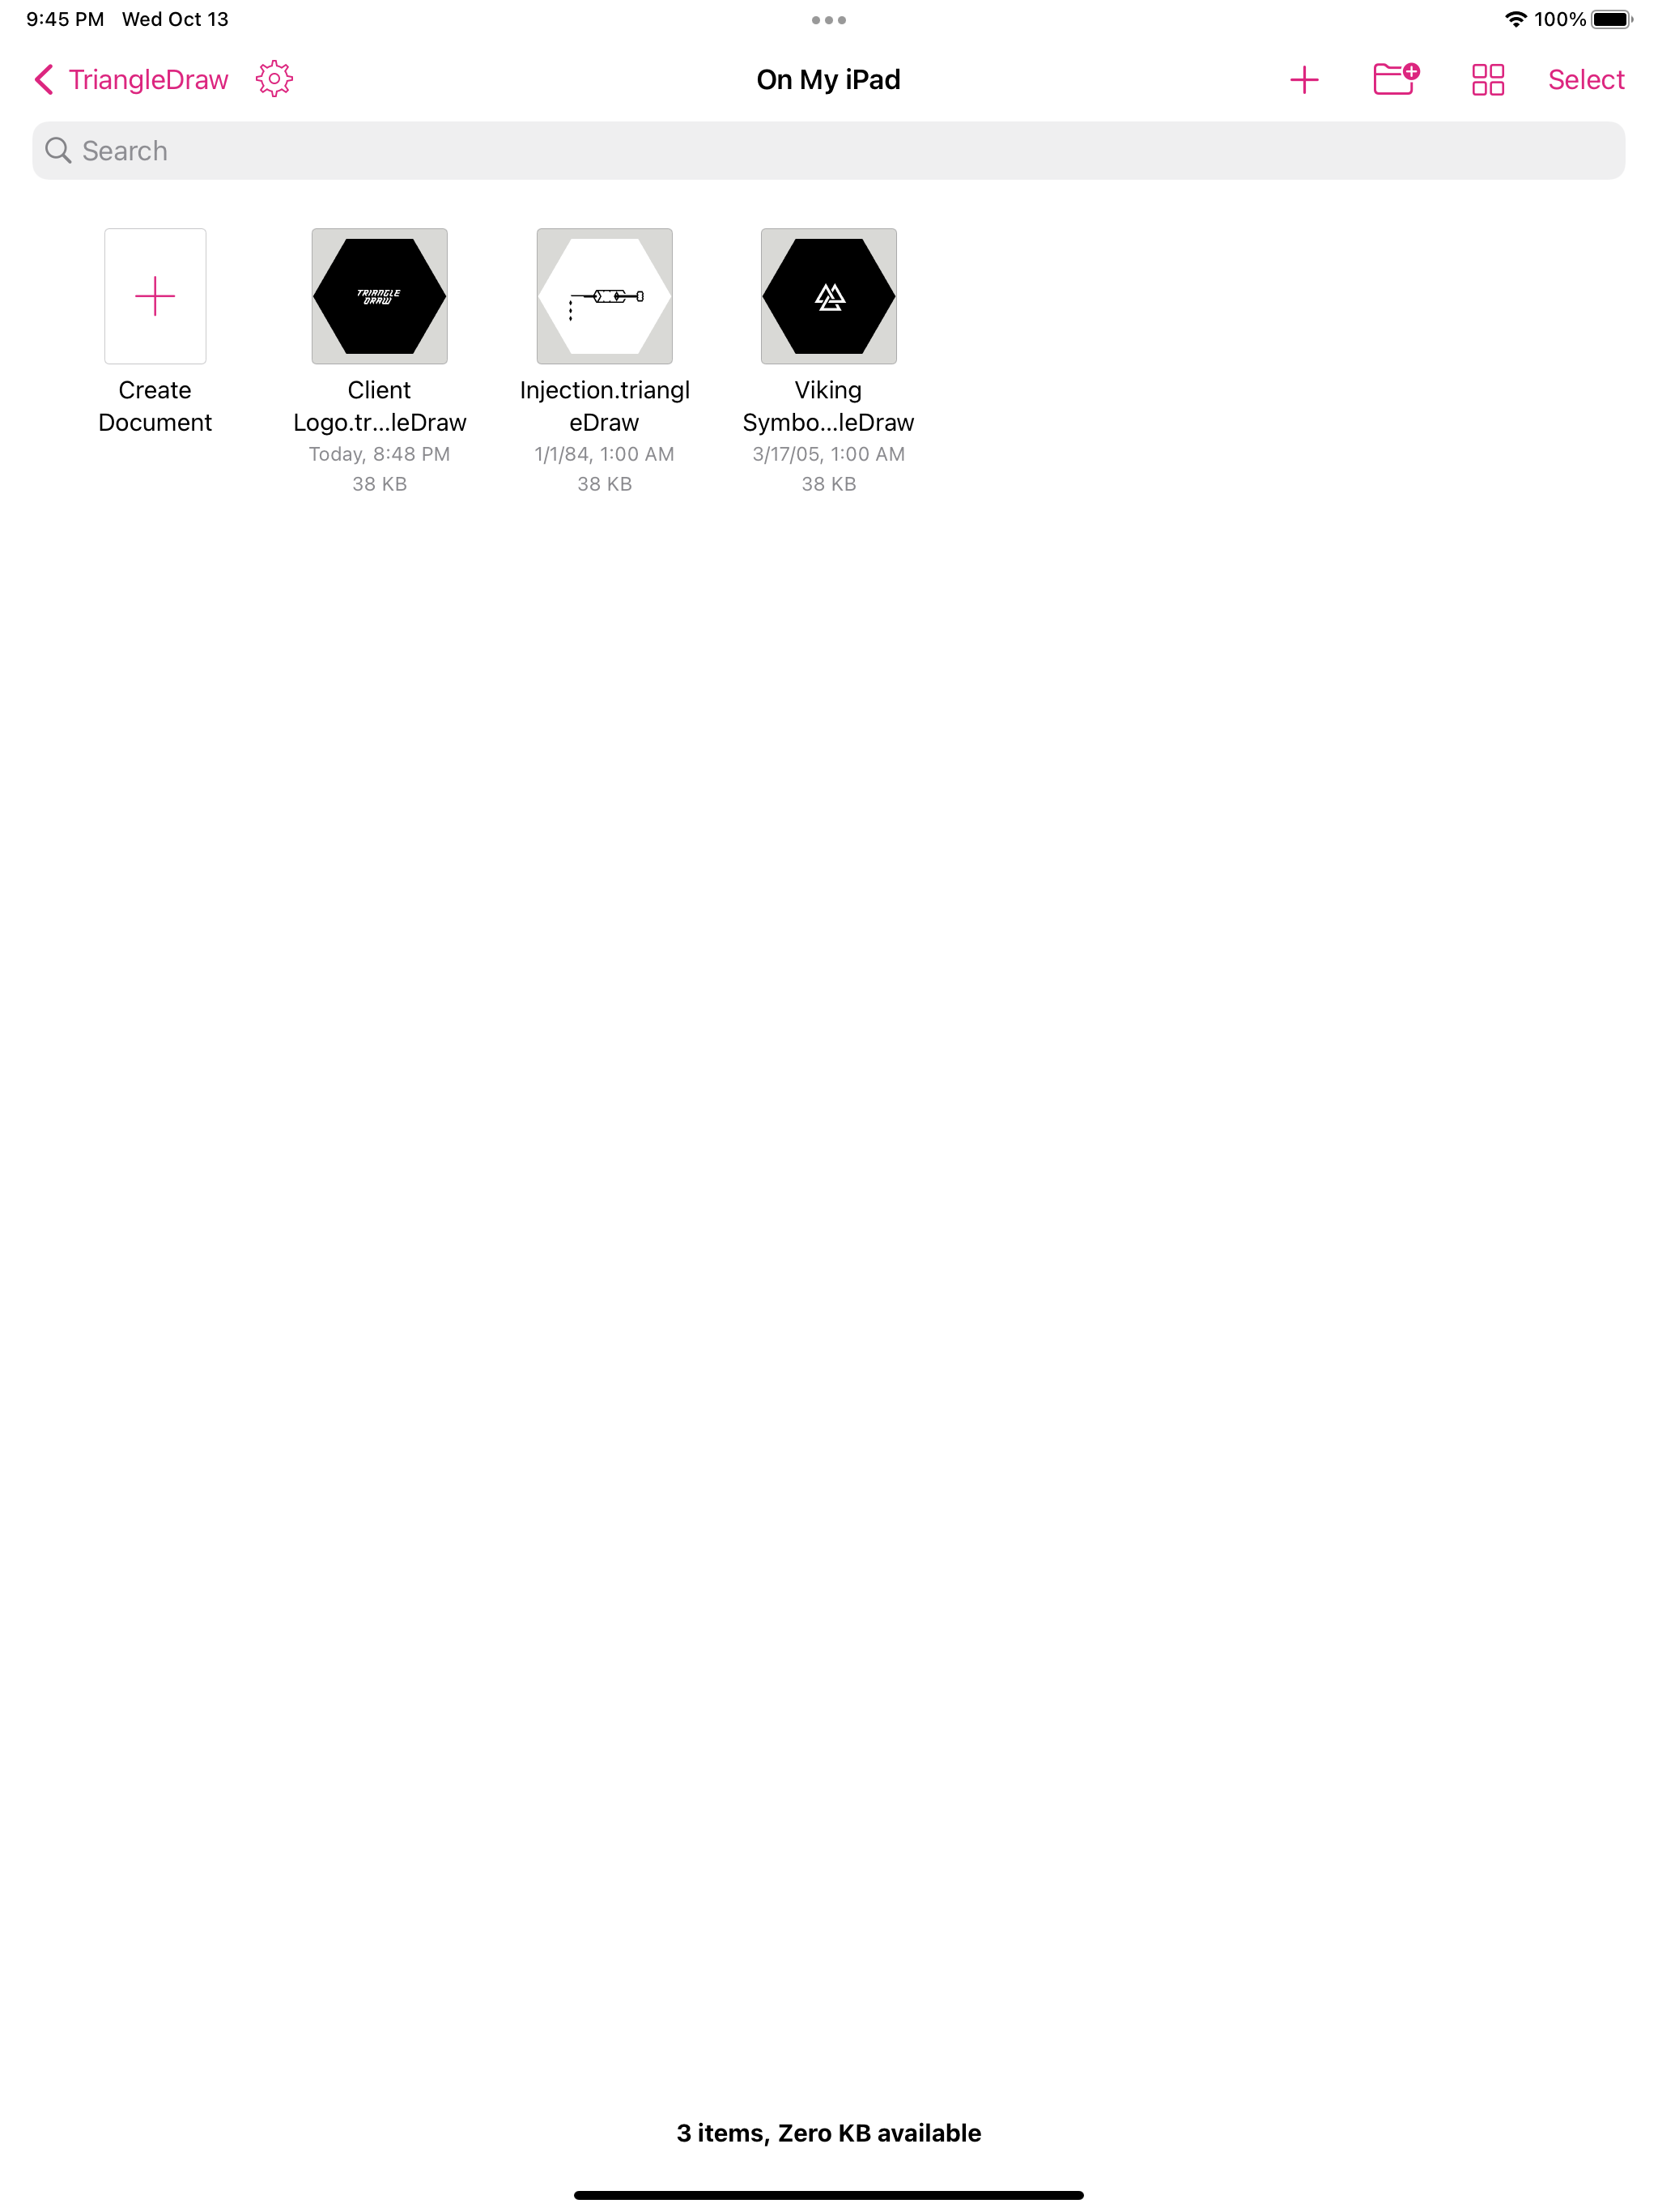 9:45 PM Wed Oct 13
100%
TriangleDraw
On My iPad
Select
Search
TRIANGLE
DRAW
Create
Document
Client
Logo.tr...leDraw
Today, 8:48 PM
38 KB
Injection.triangl
eDraw
1/1/84, 1:00 AM
38 KB
Viking
Symbo...leDraw
3/17/05, 1:00 AM
38 KB
3 items, Zero KB available